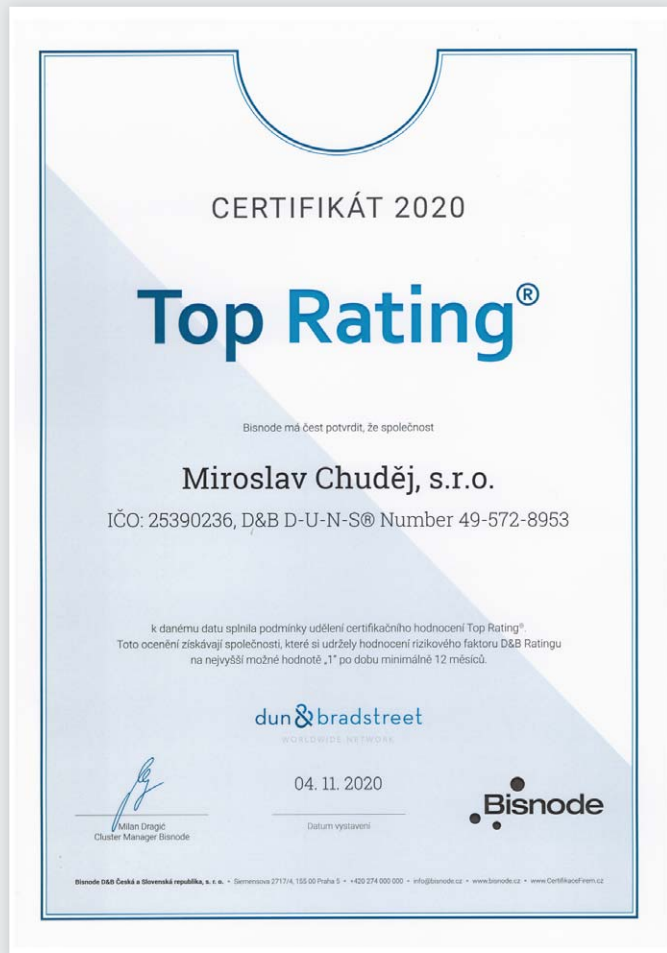 CERTIFIKÁT 2020
Top Rating®
Bisnode má čest potvrdit, že společnost
Miroslav Chuděj, s.r.o.
IČO: 25390236, D&B D-U-N-S® Number 49-572-8953
k danému datu splnila podmínky udělení certifikačního hodnocení Top Rating®.
Toto ocenění získávají společnosti, které si udržely hodnocení rizikového faktoru D&B Ratingu
na nejvyšší možné hodnotě „1" po dobu minimálně 12 měsíců.
dun & bradstreet
WORLDWIDE NETWORK
04. 11. 2020
Datum vystavení
Milan Dragić
Cluster Manager Bisnode
Bisnode
Bisnode D&B Česká a Slovenská republika, s. r. o. • Siemensova 2717/4, 155 00 Praha 5 • +420 274 000 000 • info@bisnode.cz • www.bisnode.cz • www.CertifikaceFirem.cz